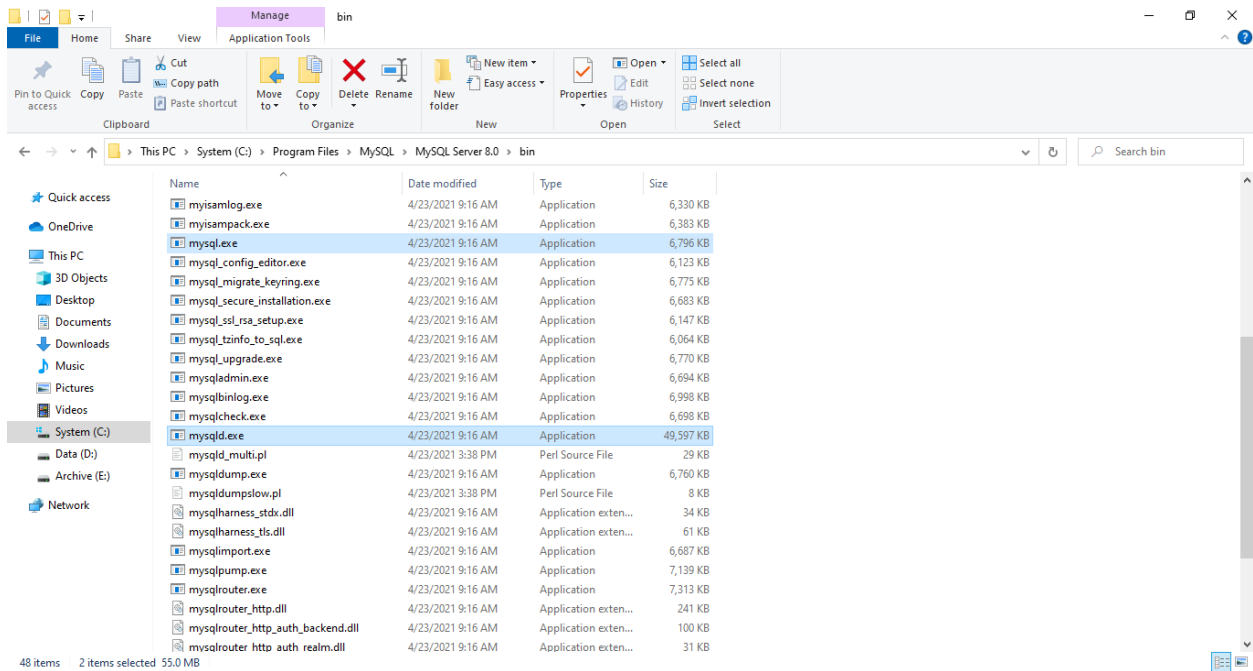 Manage
bin
File
Home
Share
View
Application Tools
Pin to Quick access
Copy
Paste
Cut
Copy path
Paste shortcut
Clipboard
Move to
Copy to
Delete
Rename
Organize
New folder
New item
Easy access
New
Properties
Open
Edit
History
Open
Select all
Select none
Invert selection
Select
This PC > System (C:) > Program Files > MySQL > MySQL Server 8.0 > bin
Search bin
Quick access
OneDrive
This PC
3D Objects
Desktop
Documents
Downloads
Music
Pictures
Videos
System (C:)
Data (D:)
Archive (E:)
Network
Name Date modified Type Size
myisamlog.exe 4/23/2021 9:16 AM Application 6,330 KB
myisampack.exe 4/23/2021 9:16 AM Application 6,383 KB
mysql.exe 4/23/2021 9:16 AM Application 6,796 KB
mysql_config_editor.exe 4/23/2021 9:16 AM Application 6,123 KB
mysql_migrate_keyring.exe 4/23/2021 9:16 AM Application 6,775 KB
mysql_secure_installation.exe 4/23/2021 9:16 AM Application 6,683 KB
mysql_ssl_rsa_setup.exe 4/23/2021 9:16 AM Application 6,147 KB
mysql_tzinfo_to_sql.exe 4/23/2021 9:16 AM Application 6,064 KB
mysql_upgrade.exe 4/23/2021 9:16 AM Application 6,770 KB
mysqladmin.exe 4/23/2021 9:16 AM Application 6,694 KB
mysqlbinlog.exe 4/23/2021 9:16 AM Application 6,998 KB
mysqlcheck.exe 4/23/2021 9:16 AM Application 6,698 KB
mysqld.exe 4/23/2021 9:16 AM Application 49,597 KB
mysqld_multi.pl 4/23/2021 3:38 PM Perl Source File 29 KB
mysqldump.exe 4/23/2021 9:16 AM Application 6,760 KB
mysqldumpslow.pl 4/23/2021 3:38 PM Perl Source File 8 KB
mysqlharness_stdx.dll 4/23/2021 9:16 AM Application exten... 34 KB
mysqlharness_tls.dll 4/23/2021 9:16 AM Application exten... 61 KB
mysqlimport.exe 4/23/2021 9:16 AM Application 6,687 KB
mysqlpump.exe 4/23/2021 9:16 AM Application 7,139 KB
mysqlrouter.exe 4/23/2021 9:16 AM Application 7,313 KB
mysqlrouter_http.dll 4/23/2021 9:16 AM Application exten... 241 KB
mysqlrouter_http_auth_backend.dll 4/23/2021 9:16 AM Application exten... 100 KB
mysqlrouter_http_auth_realm.dll 4/23/2021 9:16 AM Application exten... 31 KB
48 items 2 items selected 55.0 MB